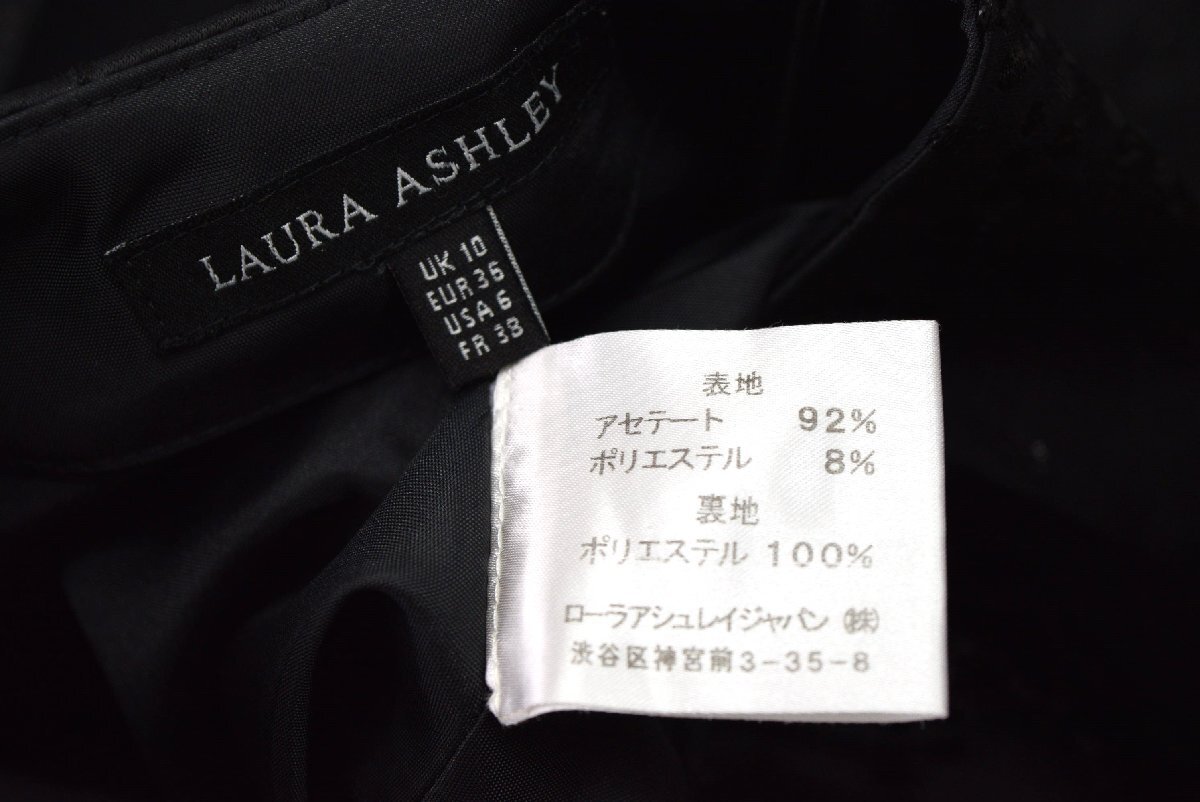 LAURA ASHLEY
UK 10
EUR 36
USA 6
FR 38
表地
アセテート 92%
ポリエステル 8%
裏地
ポリエステル 100%
ローラアシュレイジャパン ㈱
渋谷区神宮前3-35-8